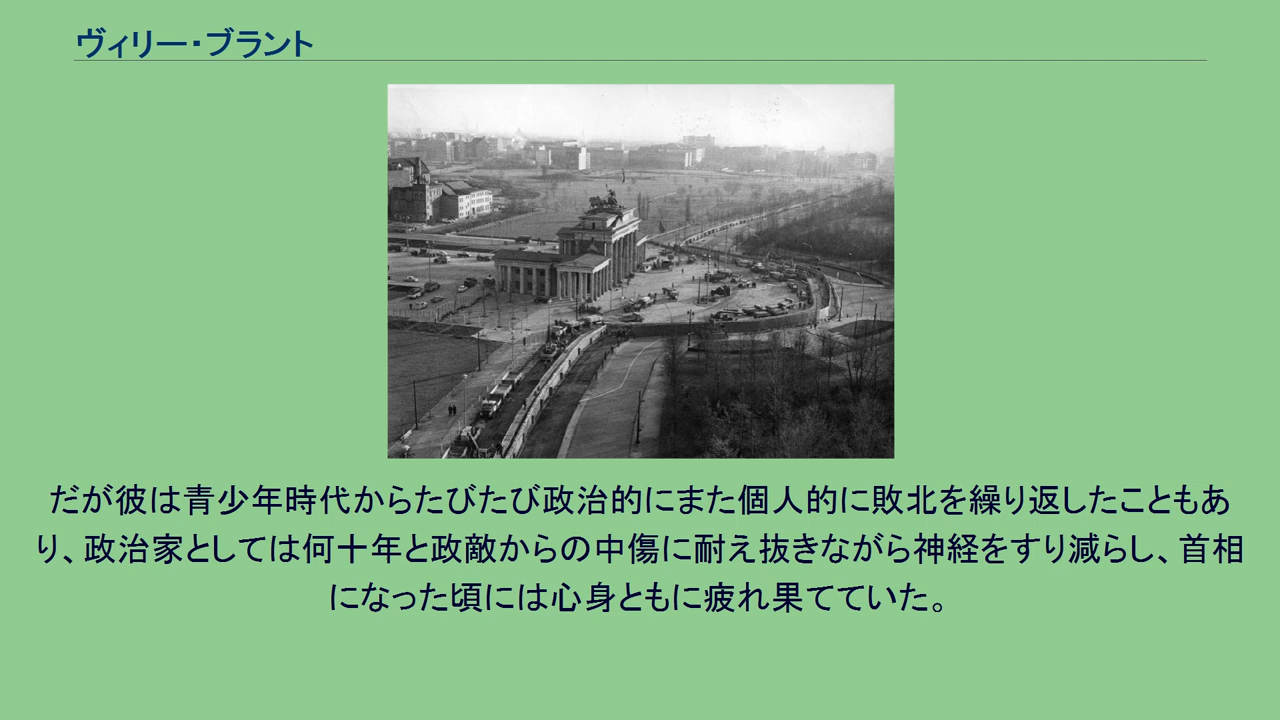 ヴィリー・ブラント
だが彼は青少年時代からたびたび政治的にまた個人的に敗北を繰り返したこともあ
り、政治家としては何十年と政敵からの中傷に耐え抜きながら神経をすり減らし、首相
になった頃には心身ともに疲れ果てていた。